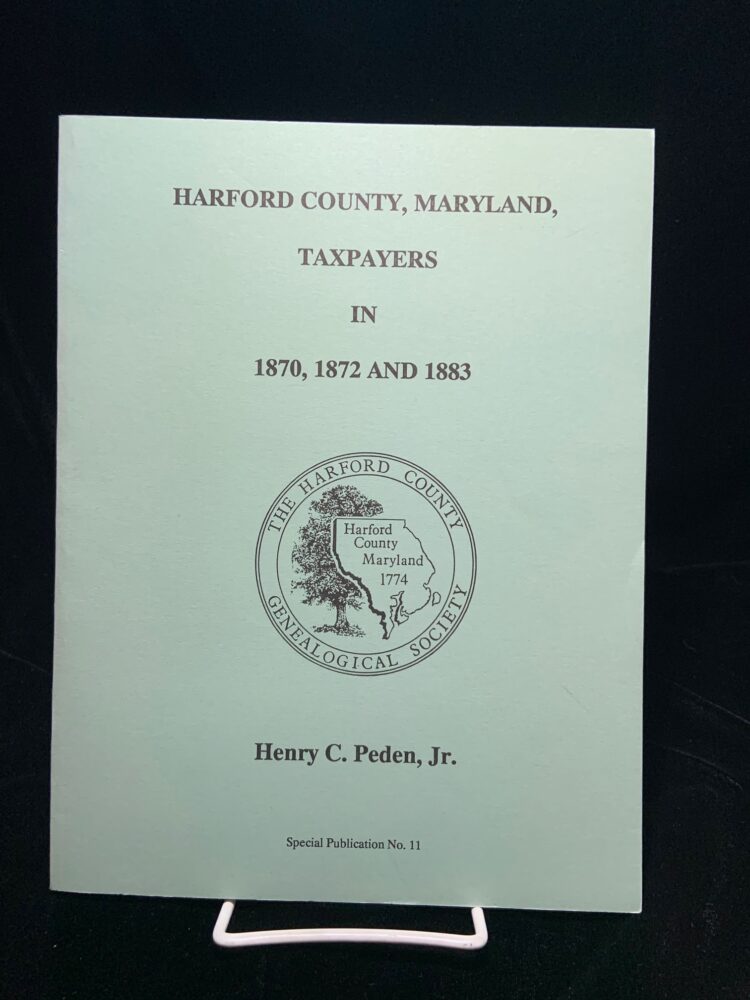 HARFORD COUNTY, MARYLAND,
TAXPAYERS
IN
1870, 1872 AND 1883
THE HARFORD COUNTY
Harford
County
Maryland
1774
GENEALOGICAL SOCIETY
Henry C. Peden, Jr.
Special Publication No. 11